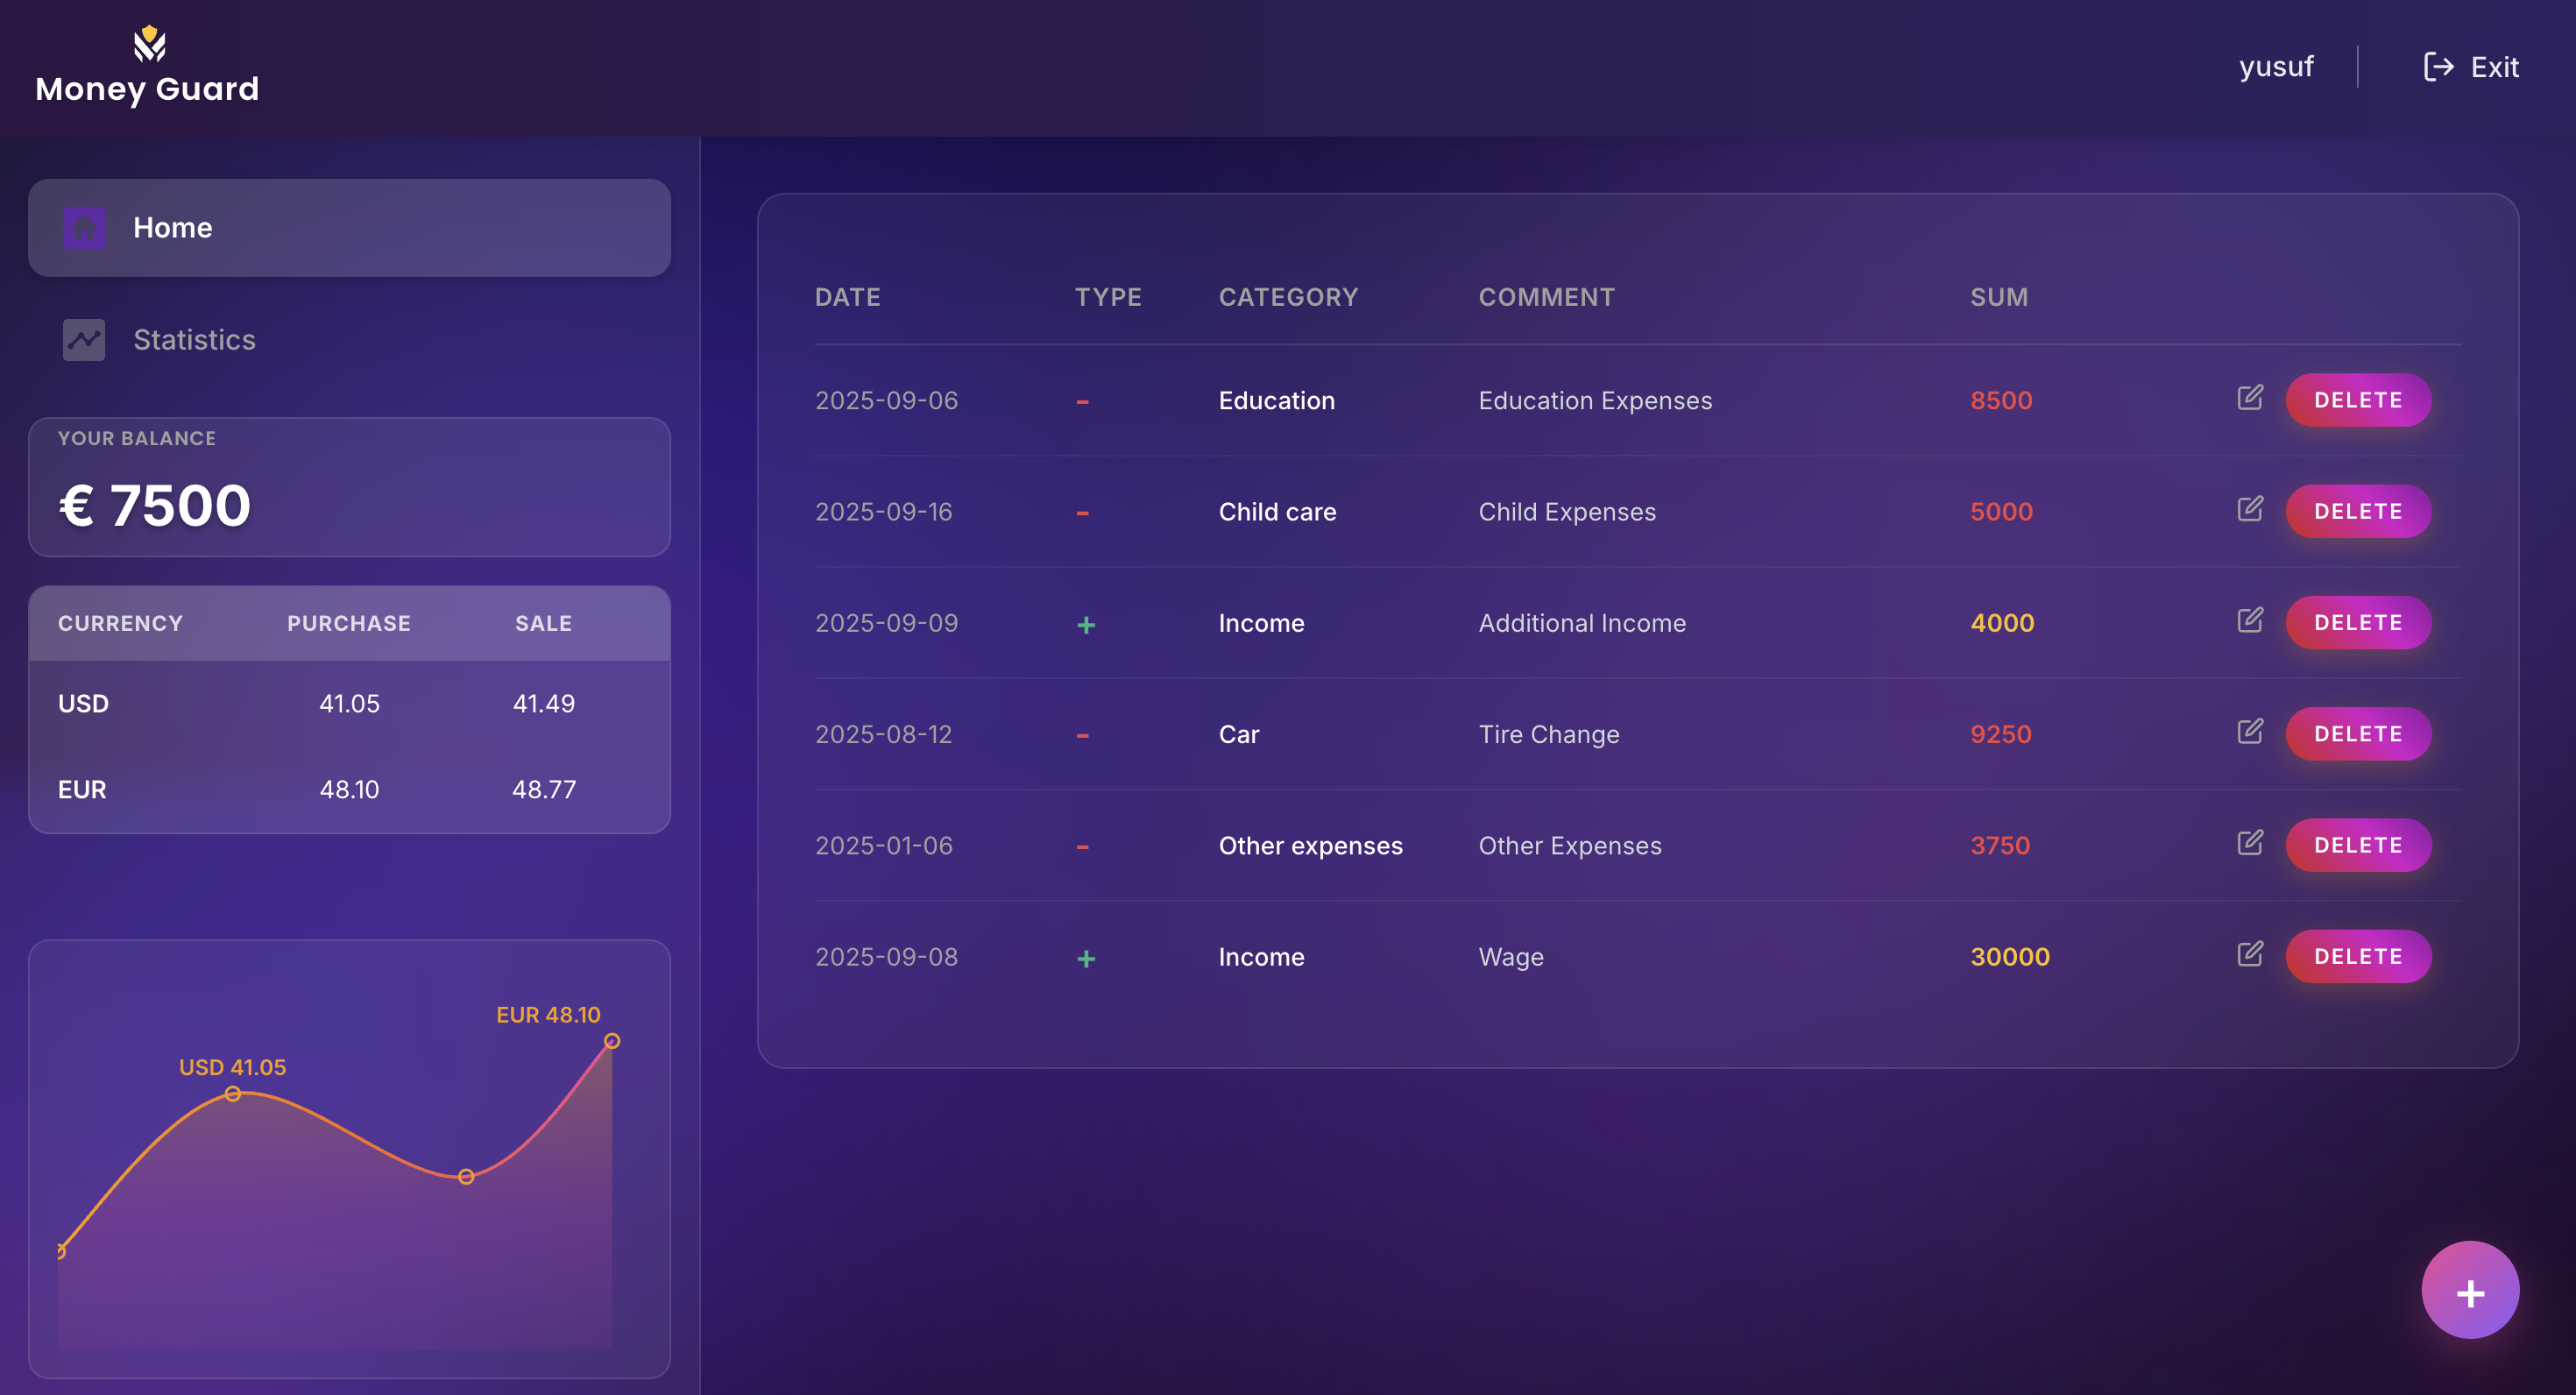 Money Guard
yusuf
Exit
Home
Statistics
YOUR BALANCE
€ 7500
CURRENCY PURCHASE SALE
USD 41.05 41.49
EUR 48.10 48.77
EUR 48.10
USD 41.05
DATE TYPE CATEGORY COMMENT SUM
2025-09-06 - Education Education Expenses 8500 DELETE
2025-09-16 - Child care Child Expenses 5000 DELETE
2025-09-09 + Income Additional Income 4000 DELETE
2025-08-12 - Car Tire Change 9250 DELETE
2025-01-06 - Other expenses Other Expenses 3750 DELETE
2025-09-08 + Income Wage 30000 DELETE
+